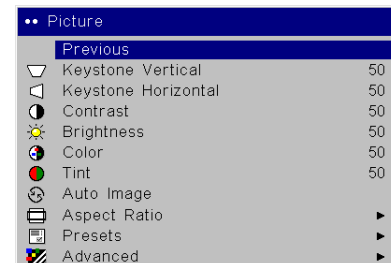 •• Picture
Previous
Keystone Vertical 50
Keystone Horizontal 50
Contrast 50
Brightness 50
Color 50
Tint 50
Auto Image
Aspect Ratio ►
Presets ►
Advanced ►